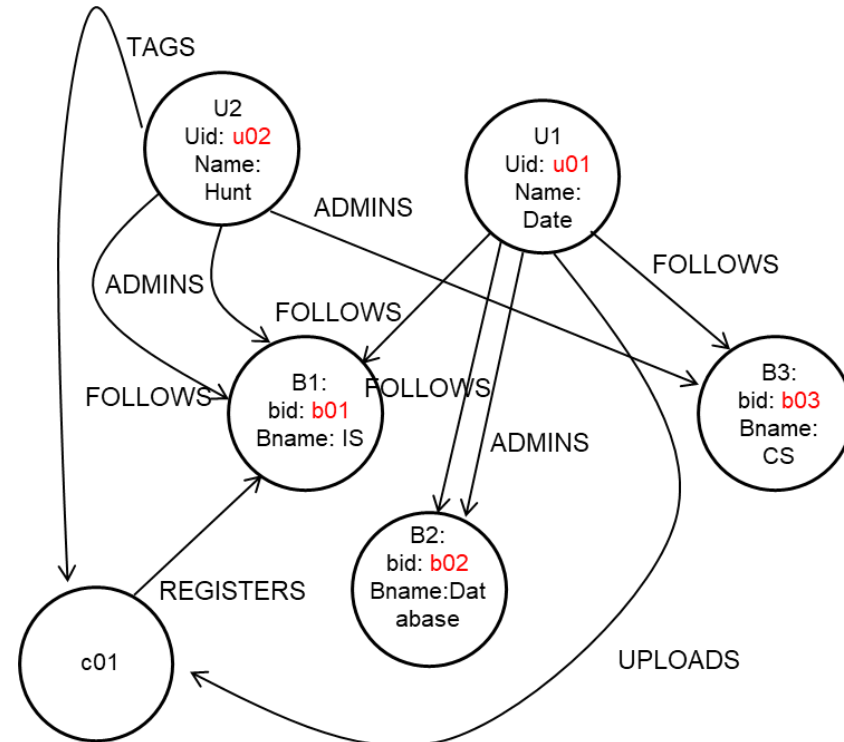 TAGS
U2
Uid: u02
Name:
Hunt
U1
Uid: u01
Name:
Date
ADMINS
FOLLOWS
ADMINS
FOLLOWS
B1:
bid: b01
Bname: IS
FOLLOWS
FOLLOWS
B3:
bid: b03
Bname:
CS
ADMINS
B2:
bid: b02
Bname:Dat
abase
REGISTERS
c01
UPLOADS